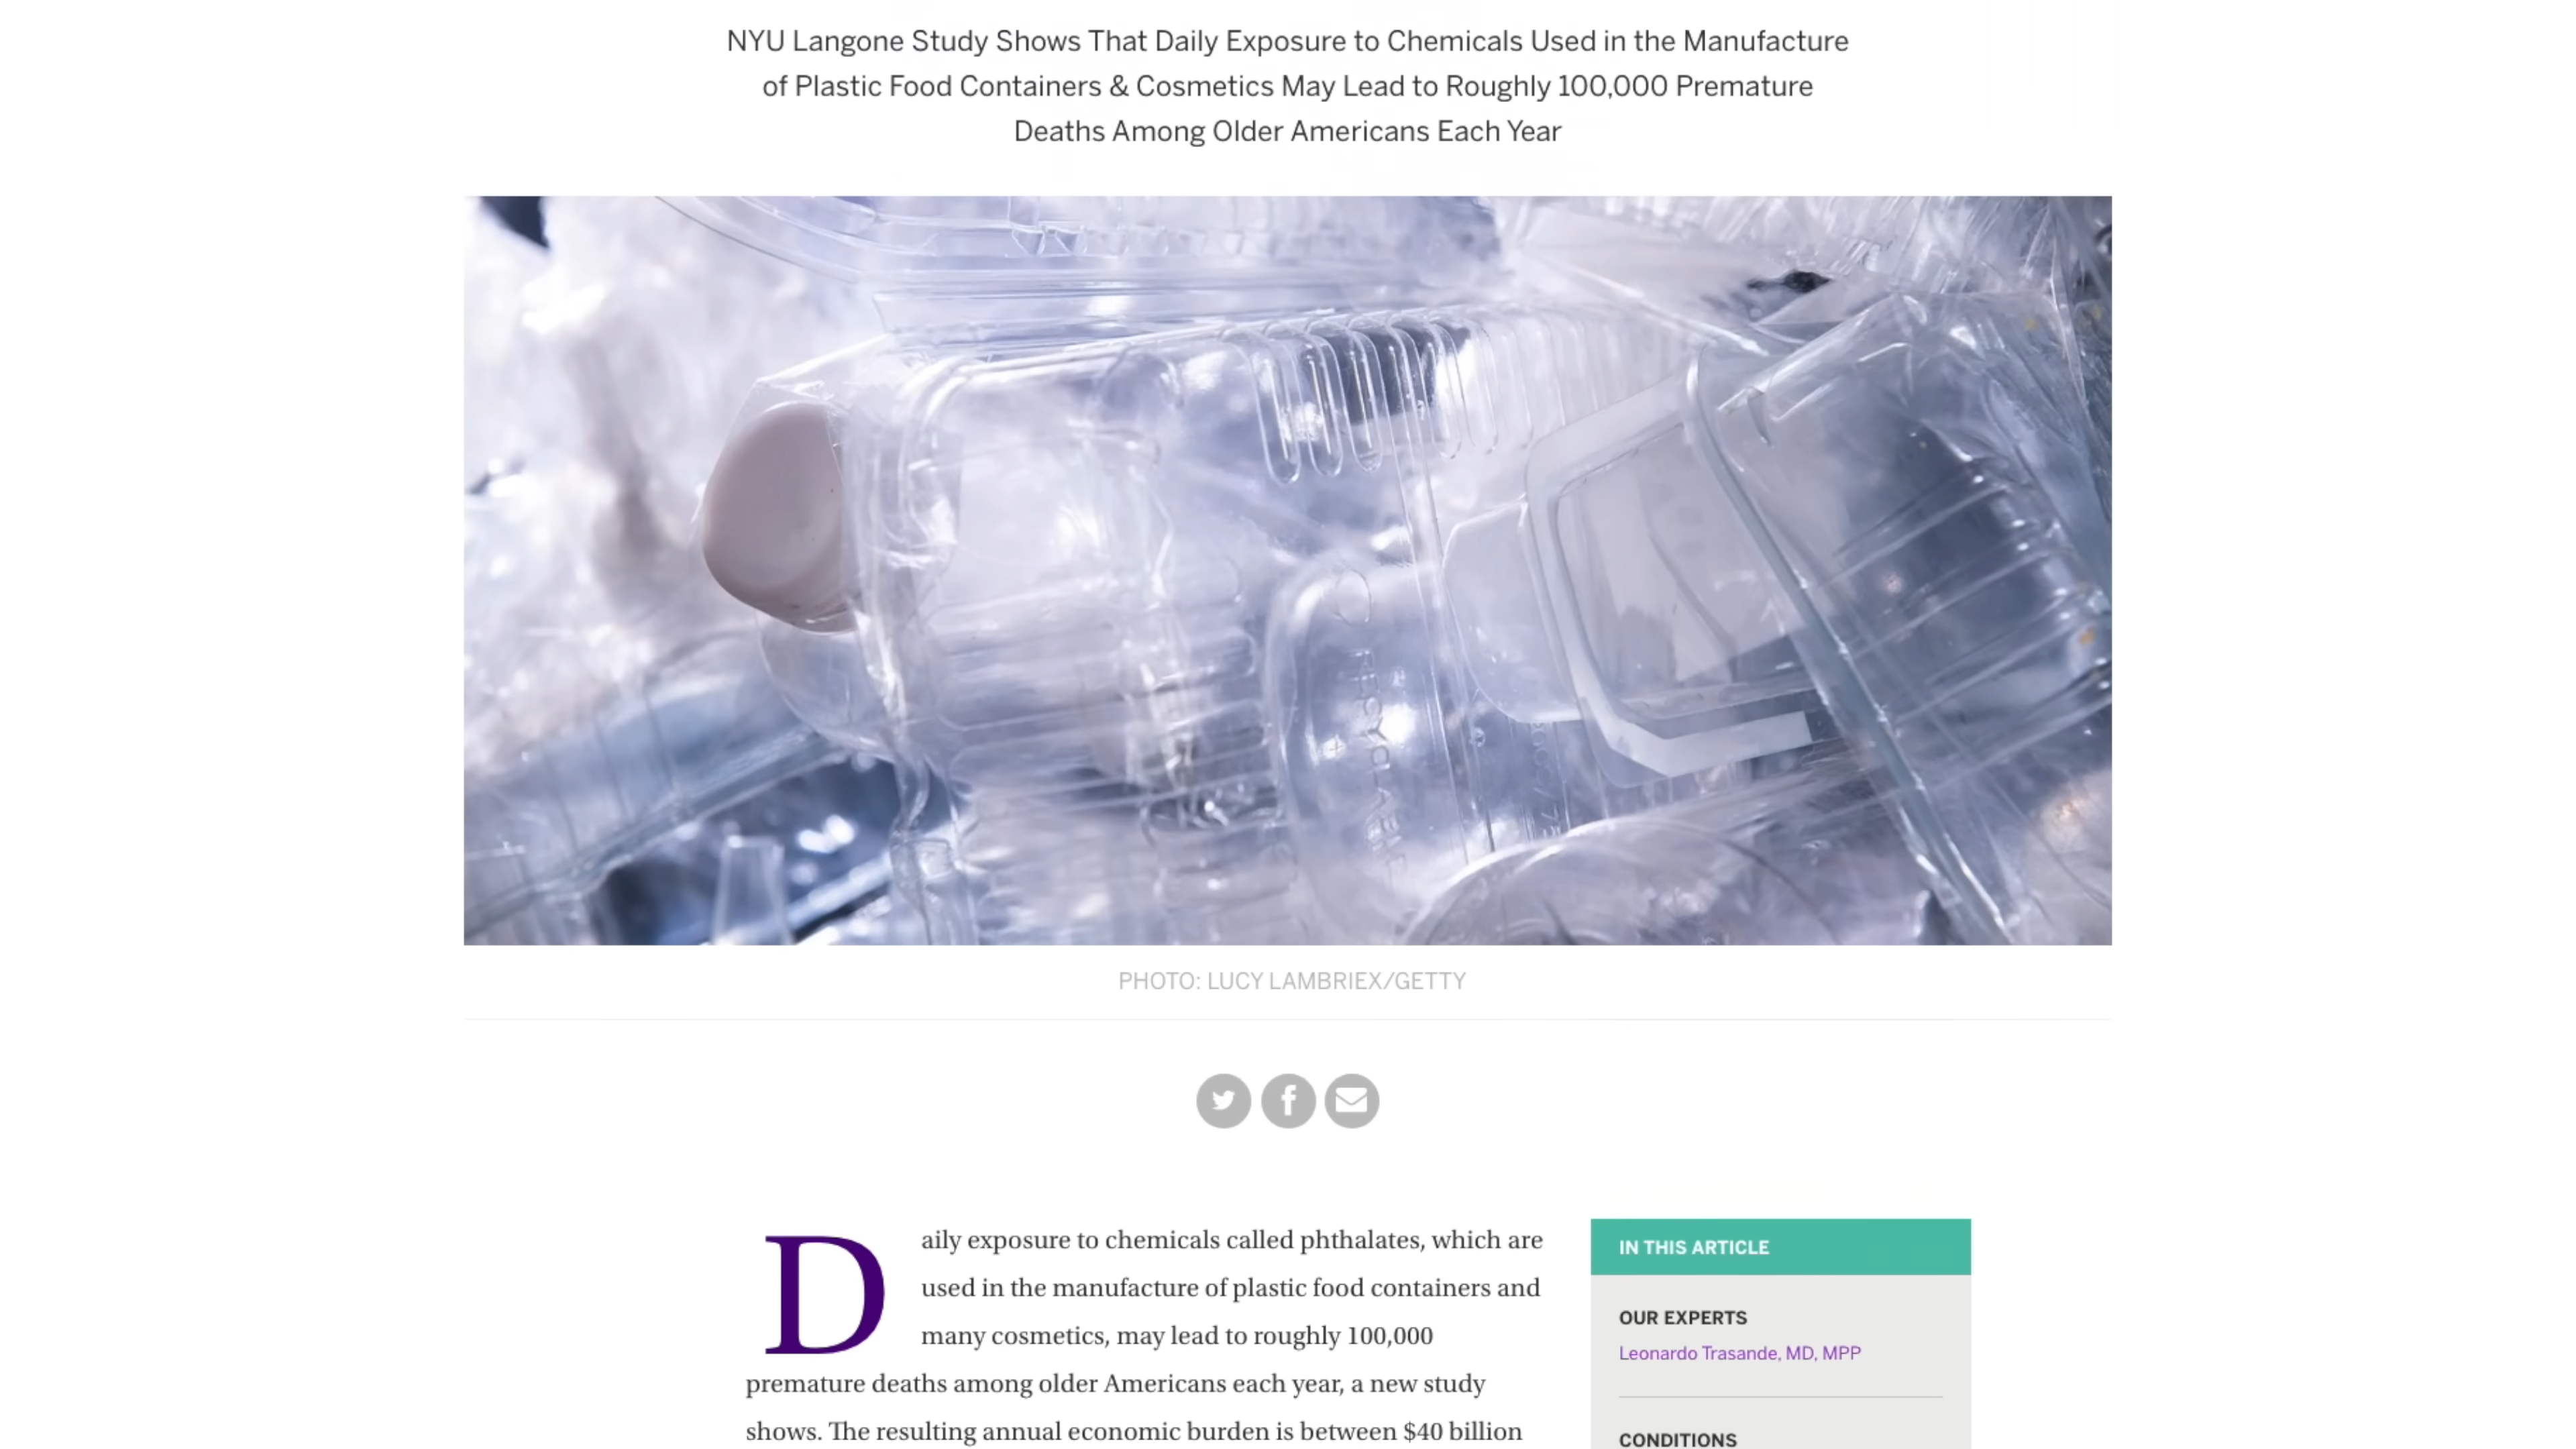 NYU Langone Study Shows That Daily Exposure to Chemicals Used in the Manufacture
of Plastic Food Containers & Cosmetics May Lead to Roughly 100,000 Premature
Deaths Among Older Americans Each Year
RECYCLABLE
PHOTO: LUCY LAMBRIEX/GETTY
Daily exposure to chemicals called phthalates, which are
used in the manufacture of plastic food containers and
many cosmetics, may lead to roughly 100,000
premature deaths among older Americans each year, a new study
shows. The resulting annual economic burden is between $40 billion
IN THIS ARTICLE
OUR EXPERTS
Leonardo Trasande, MD, MPP
CONDITIONS